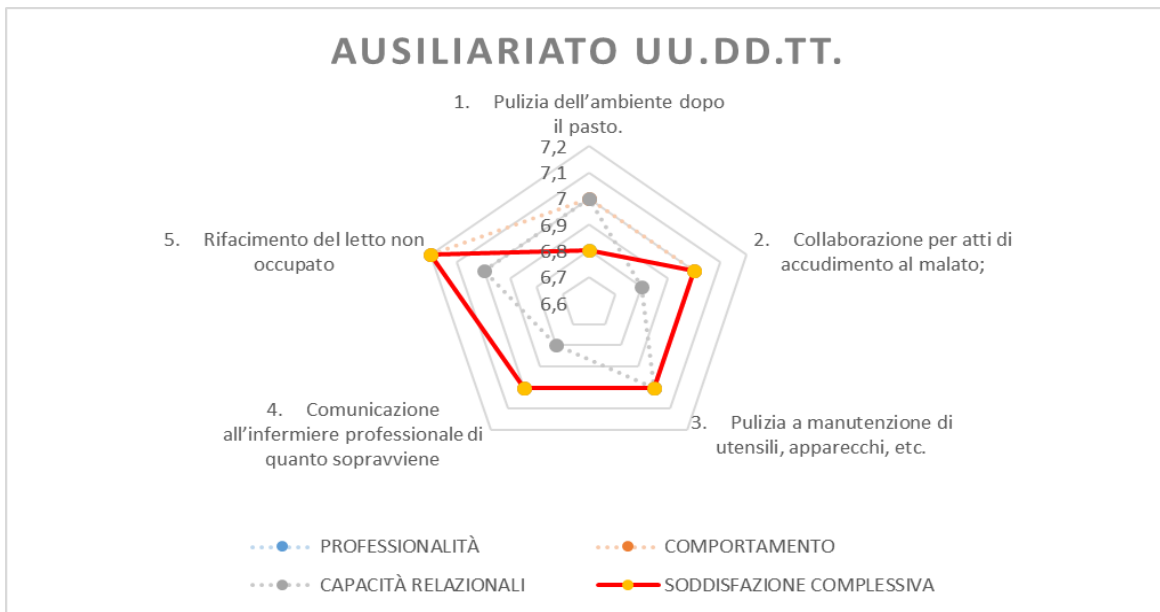 AUSILIARIATO UU.DD.TT.
1. Pulizia dell’ambiente dopo
il pasto.
7,2
7,1
7
6,9
6,8
6,7
6,6
5. Rifacimento del letto non
occupato
2. Collaborazione per atti di
accudimento al malato;
4. Comunicazione
all’infermiere professionale di
quanto sopravviene
3. Pulizia a manutenzione di
utensili, apparecchi, etc.
PROFESSIONALITÀ
COMPORTAMENTO
CAPACITÀ RELAZIONALI
SODDISFAZIONE COMPLESSIVA